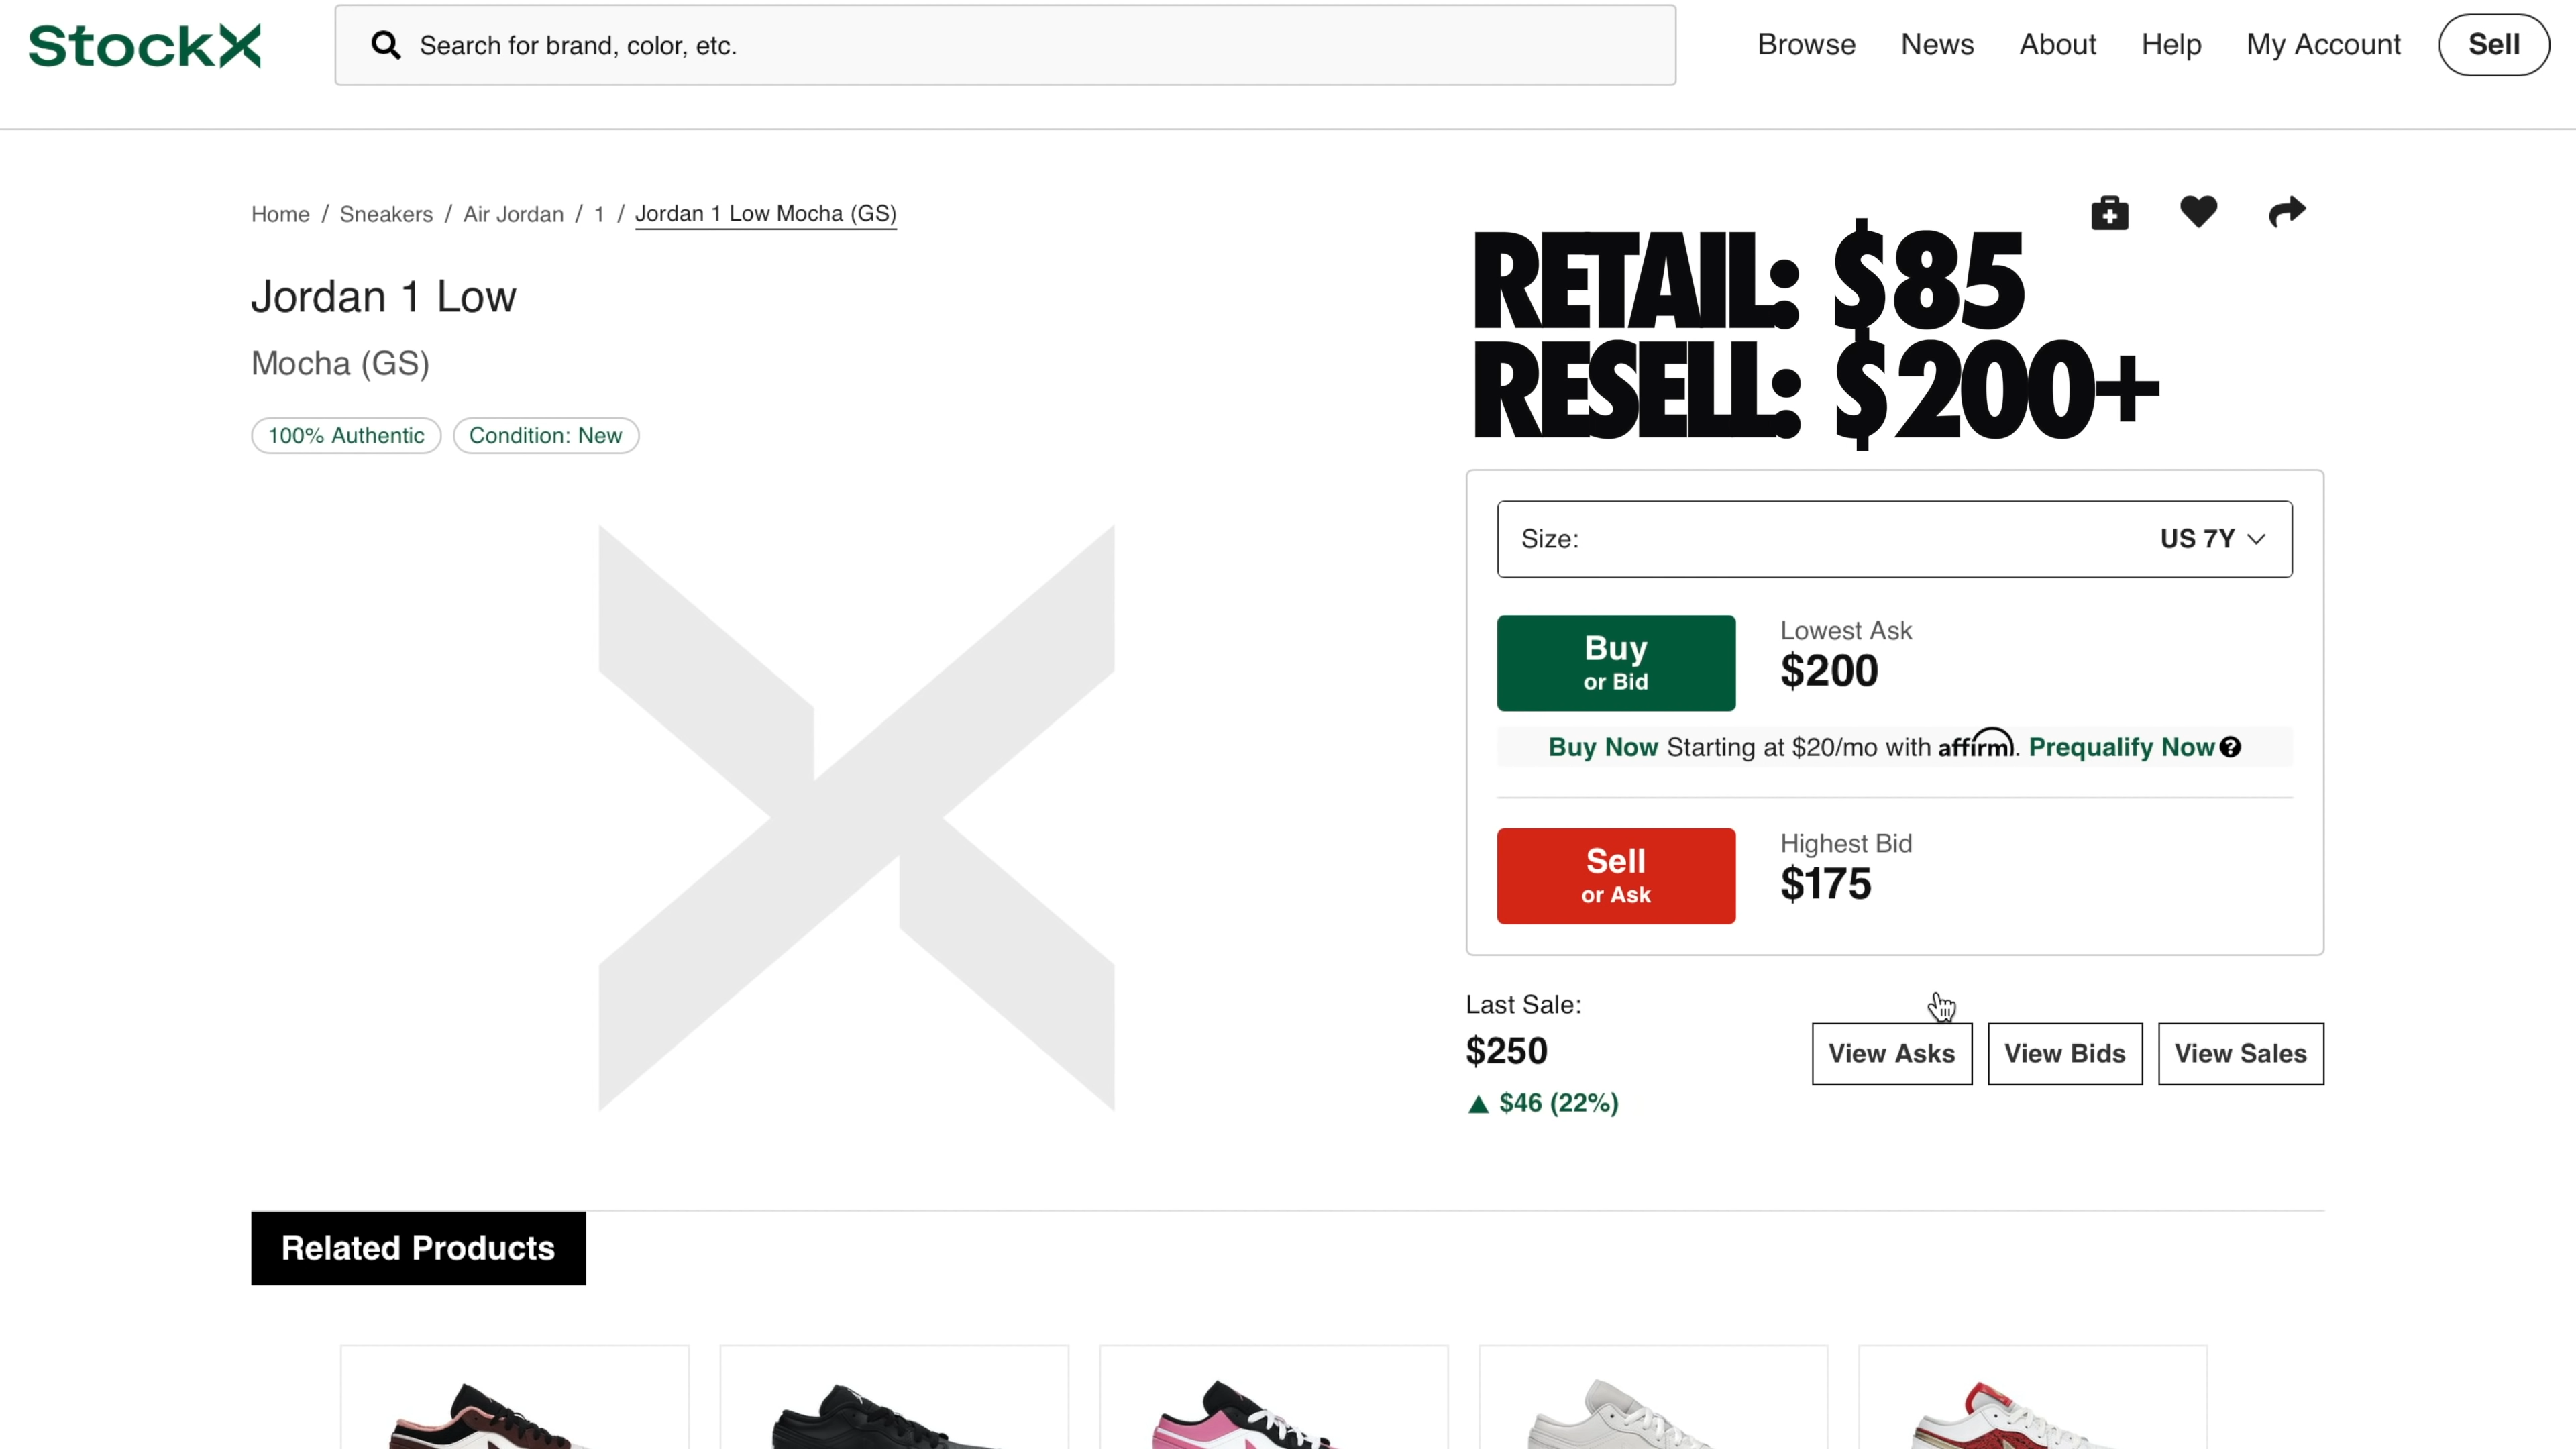 StockX
Search for brand, color, etc.
Browse News About Help My Account Sell
Home / Sneakers / Air Jordan / 1 / Jordan 1 Low Mocha (GS)
Jordan 1 Low
Mocha (GS)
100% Authentic Condition: New
RETAIL: $85
RESELL: $200+
Size: US 7Y
Buy
or Bid
Lowest Ask
$200
Buy Now Starting at $20/mo with affirm. Prequalify Now
Sell
or Ask
Highest Bid
$175
Last Sale:
$250
▲ $46 (22%)
View Asks View Bids View Sales
Related Products